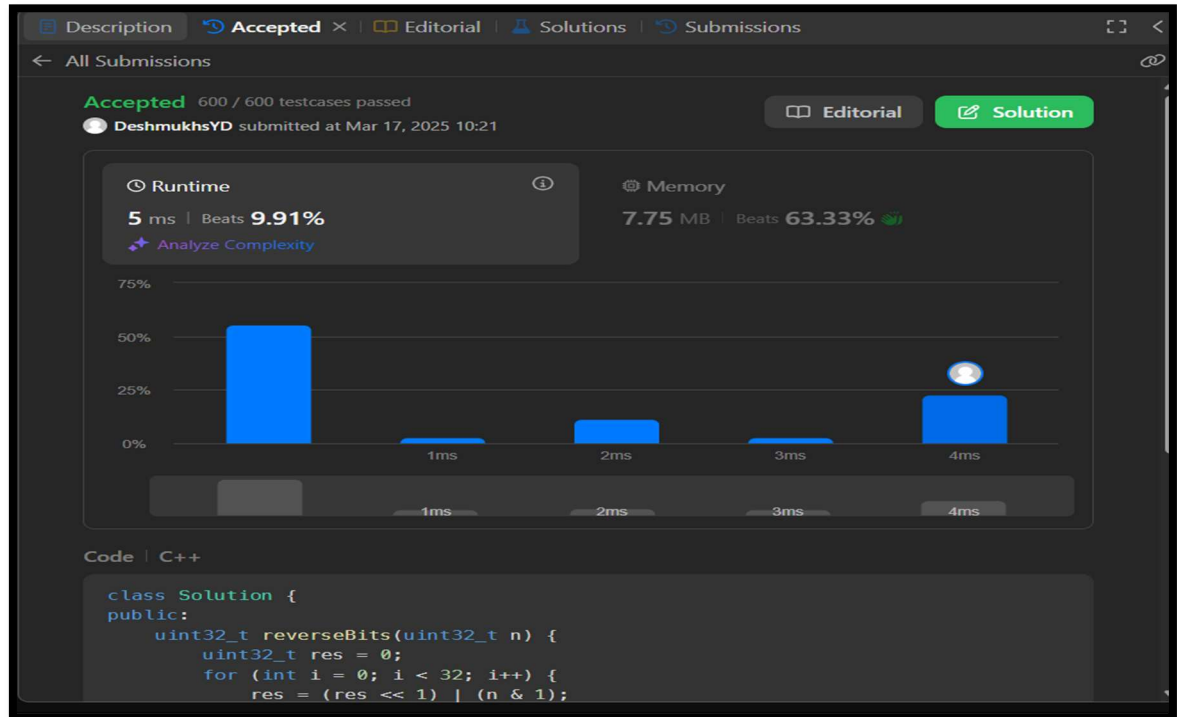 Description Accepted × Editorial Solutions Submissions
← All Submissions
Accepted 600 / 600 testcases passed
DeshmukhsYD submitted at Mar 17, 2025 10:21
Editorial Solution
Runtime
5 ms Beats 9.91%
Analyze Complexity
Memory
7.75 MB Beats 63.33%
75%
50%
25%
0%
1ms 2ms 3ms 4ms
1ms 2ms 3ms 4ms
Code C++
class Solution {
public:
uint32_t reverseBits(uint32_t n) {
uint32_t res = 0;
for (int i = 0; i < 32; i++) {
res = (res << 1) | (n & 1);